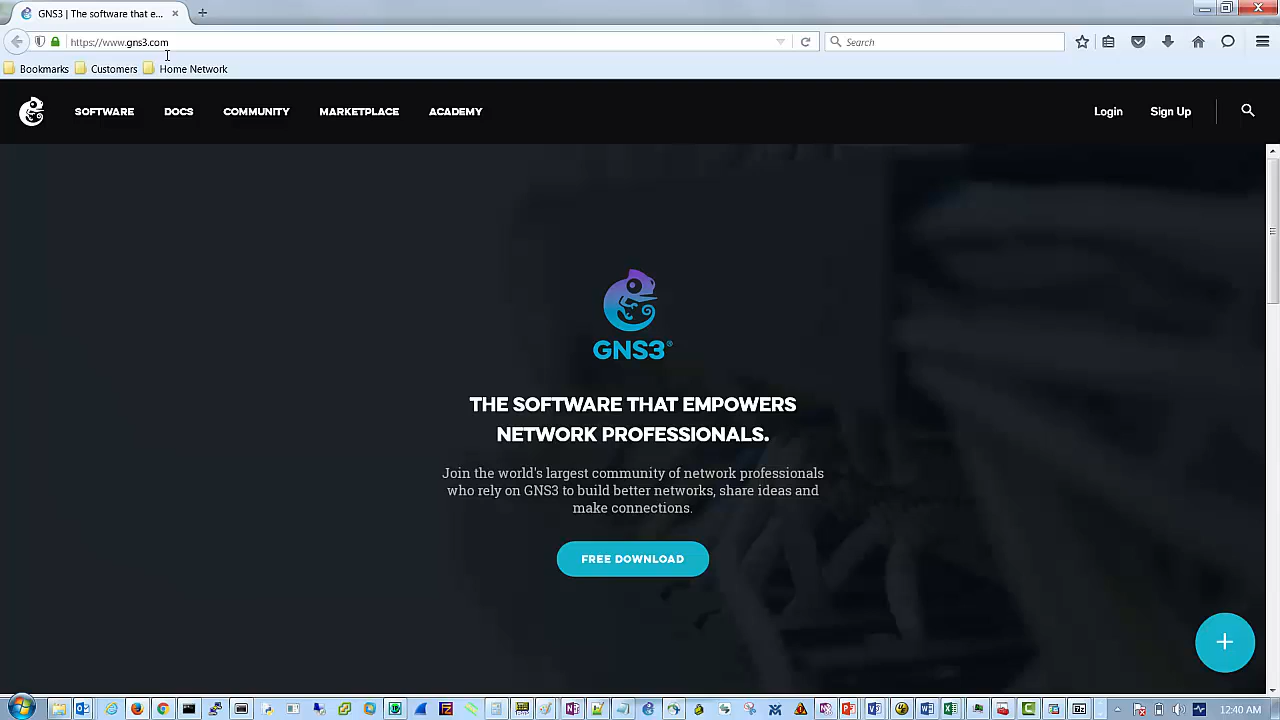 GNS3 | The software that e...
https://www.gns3.com
Search
Bookmarks
Customers
Home Network
SOFTWARE
DOCS
COMMUNITY
MARKETPLACE
ACADEMY
Login
Sign Up
GNS3®
THE SOFTWARE THAT EMPOWERS
NETWORK PROFESSIONALS.
Join the world's largest community of network professionals
who rely on GNS3 to build better networks, share ideas and
make connections.
FREE DOWNLOAD
12:40 AM